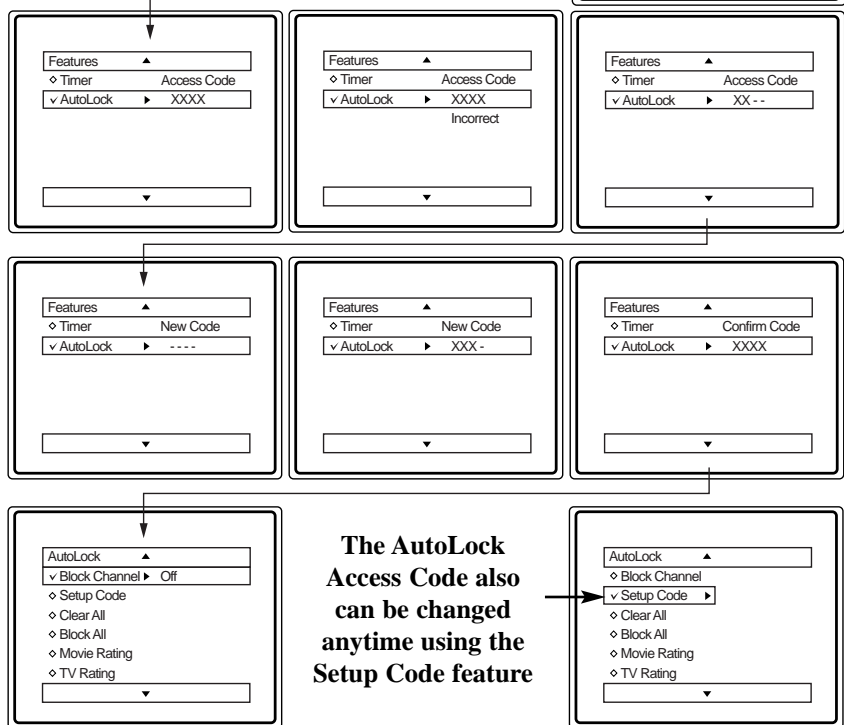 Features
Timer Access Code
AutoLock XXXX
Features
Timer Access Code
AutoLock XXXX
Incorrect
Features
Timer Access Code
AutoLock XX - -
Features
Timer New Code
AutoLock - - - -
Features
Timer New Code
AutoLock XXX -
Features
Timer Confirm Code
AutoLock XXXX
AutoLock
Block Channel Off
Setup Code
Clear All
Block All
Movie Rating
TV Rating
The AutoLock
Access Code also
can be changed
anytime using the
Setup Code feature
AutoLock
Block Channel
Setup Code
Clear All
Block All
Movie Rating
TV Rating